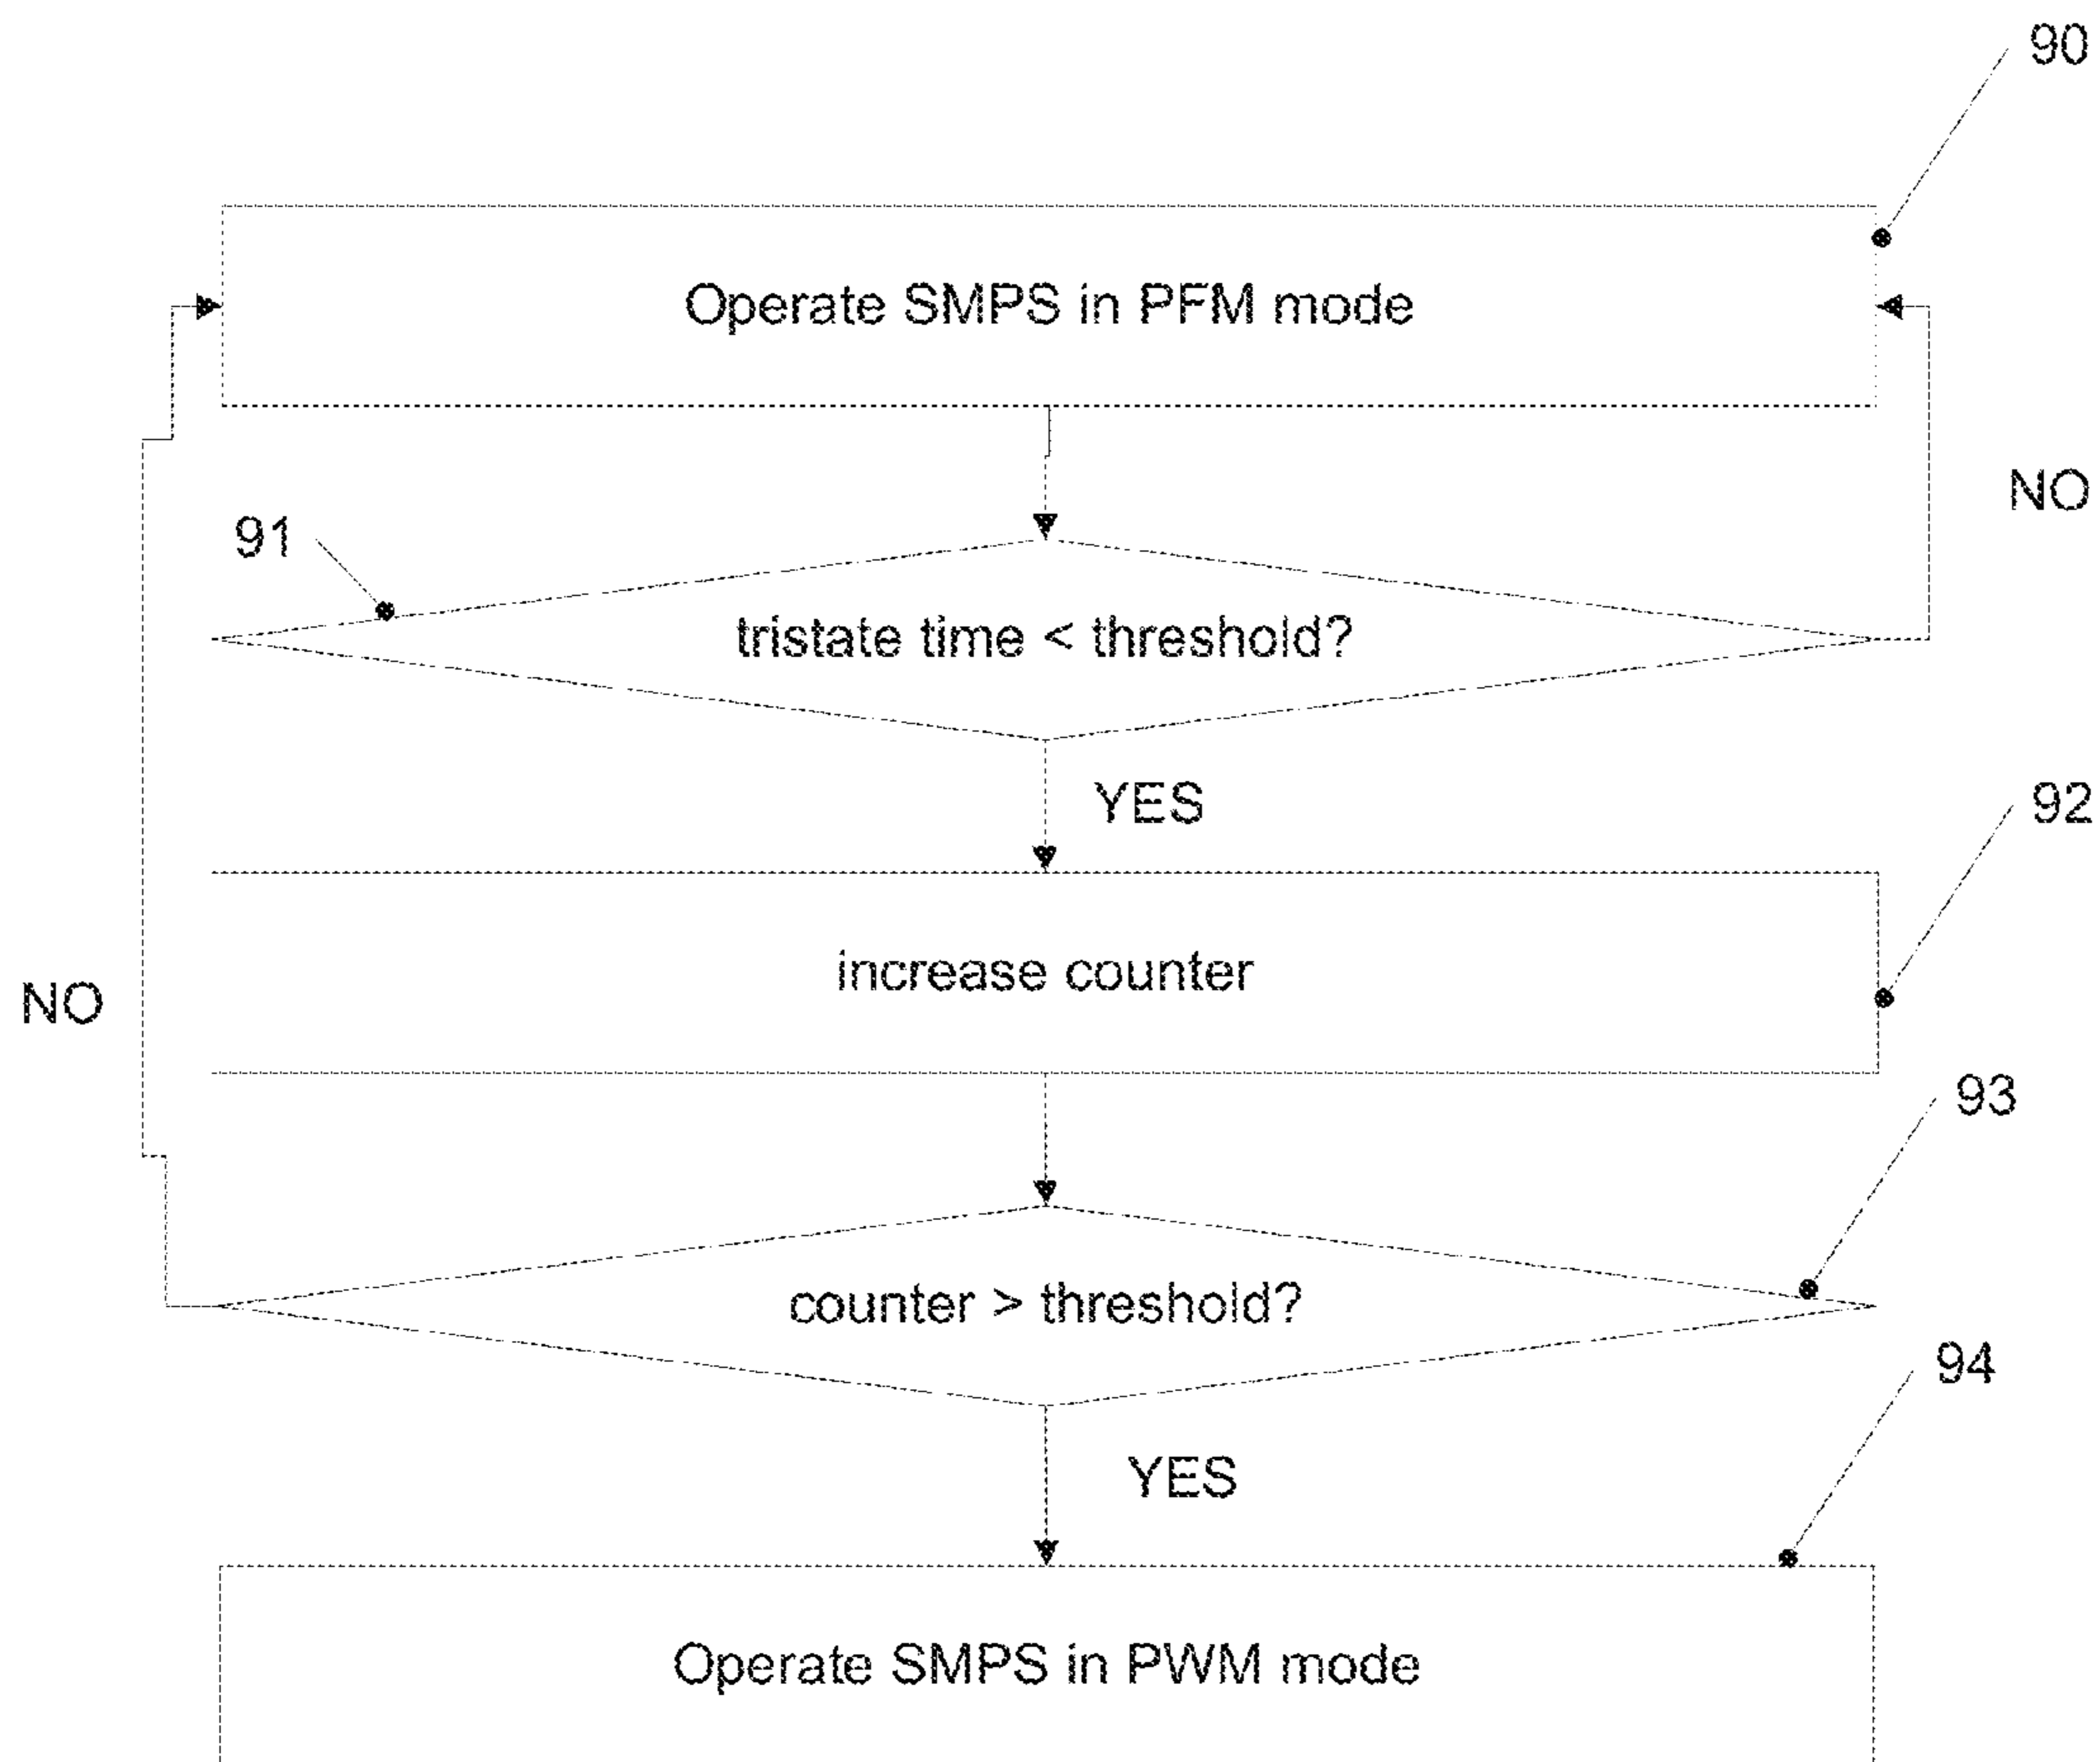 90
Operate SMPS in PFM mode
NO
91
tristate time < threshold?
YES
92
increase counter
NO
93
counter > threshold?
94
YES
Operate SMPS in PWM mode